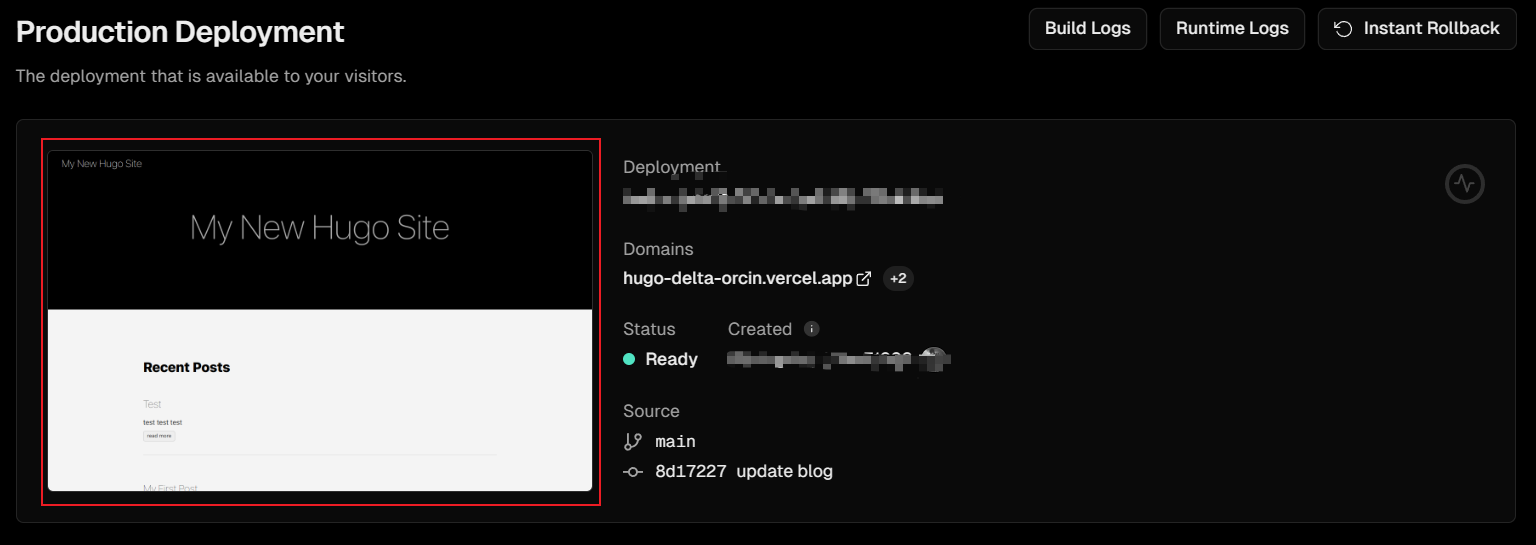 Production Deployment
Build Logs
Runtime Logs
Instant Rollback
The deployment that is available to your visitors.
My New Hugo Site
My New Hugo Site
Recent Posts
Test
test test test
read more
My First Post
Deployment
Domains
hugo-delta-orcin.vercel.app
+2
Status
Created
Ready
Source
main
8d17227 update blog